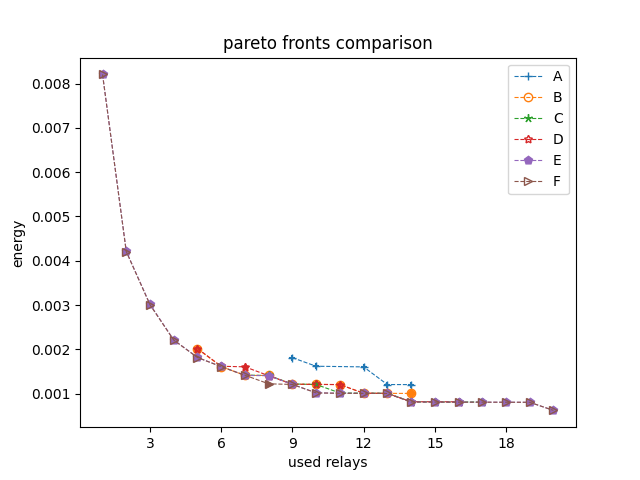 pareto fronts comparison
energy
0.008
0.007
0.006
0.005
0.004
0.003
0.002
0.001
A
B
C
D
E
F
3 6 9 12 15 18
used relays